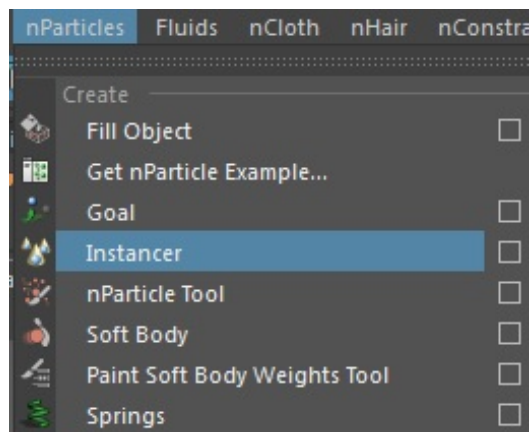 nParticles Fluids nCloth nHair nConstra
Create
Fill Object
Get nParticle Example...
Goal
Instancer
nParticle Tool
Soft Body
Paint Soft Body Weights Tool
Springs